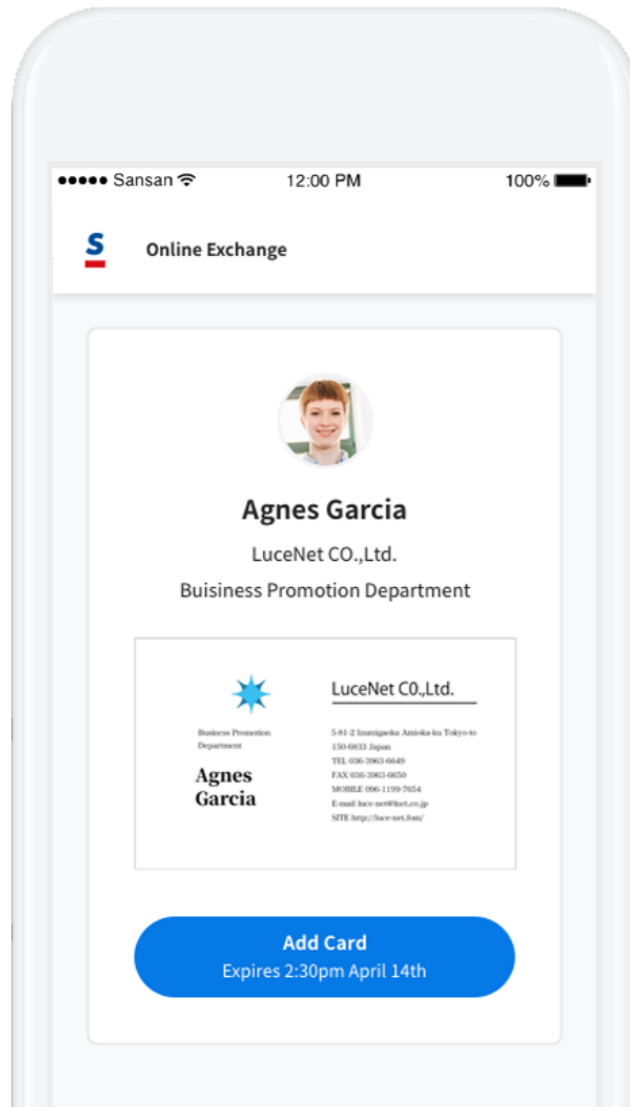 Sansan 12:00 PM 100%
S Online Exchange
Agnes Garcia
LuceNet CO.,Ltd.
Buisiness Promotion Department
LuceNet C0.,Ltd.
Business Promotion
Department
Agnes
Garcia
5-81-2 Izumigaoka Amioka-ku Tokyo-to
150-6833 Japan
TEL 036-3963-6649
FAX 036-3963-6650
MOBILE 096-1199-7654
E-mail luce-net@lnet.co.jp
SITE http://luce-net.fom/
Add Card
Expires 2:30pm April 14th